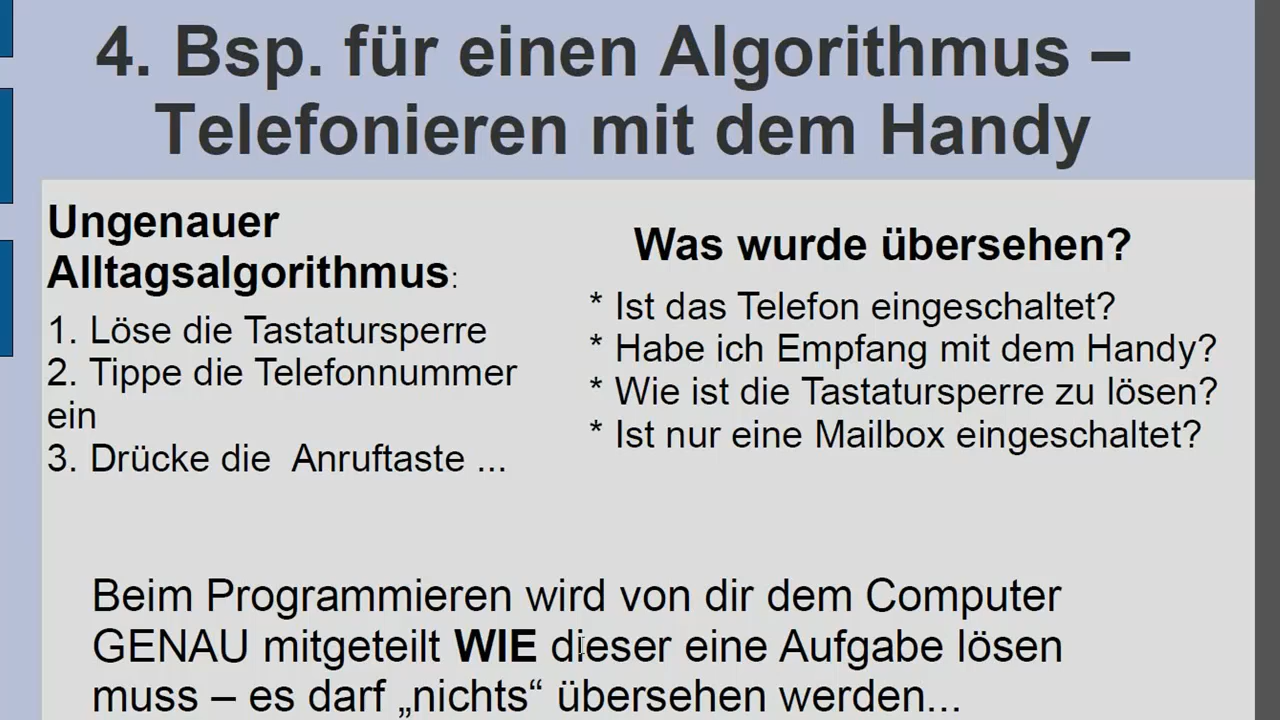 4. Bsp. für einen Algorithmus –
Telefonieren mit dem Handy
Ungenauer
Alltagsalgorithmus:
1. Löse die Tastatursperre
2. Tippe die Telefonnummer
ein
3. Drücke die  Anruftaste ...
Was wurde übersehen?
* Ist das Telefon eingeschaltet?
* Habe ich Empfang mit dem Handy?
* Wie ist die Tastatursperre zu lösen?
* Ist nur eine Mailbox eingeschaltet?
Beim Programmieren wird von dir dem Computer
GENAU mitgeteilt WIE dieser eine Aufgabe lösen
muss – es darf „nichts“ übersehen werden...